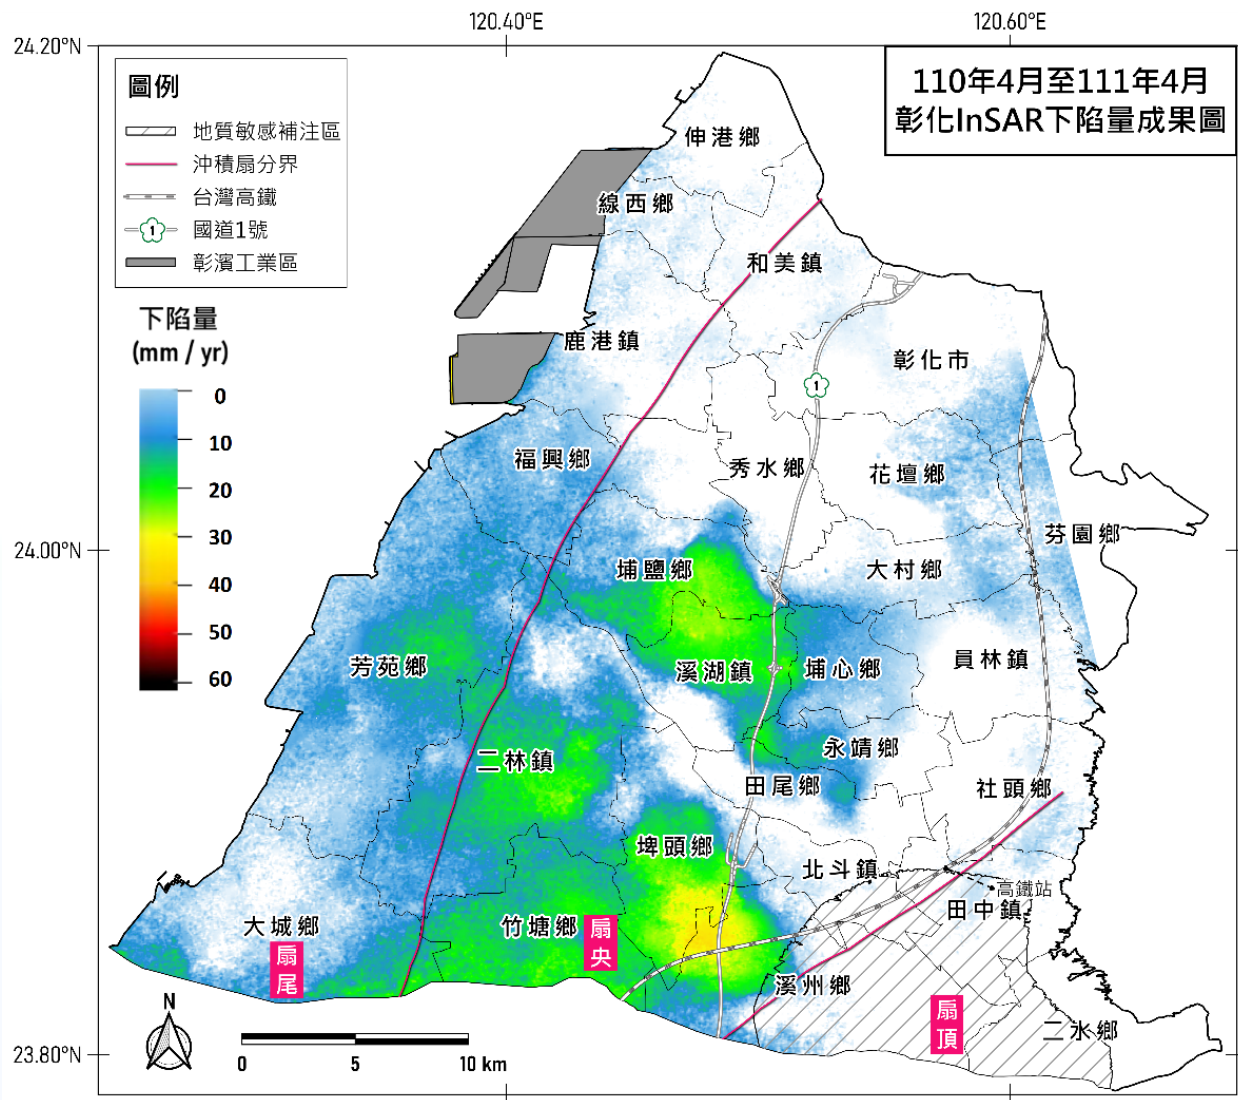 120.40°E
120.60°E
24.20°N
24.00°N
23.80°N
110年4月至111年4月
彰化InSAR下陷量成果圖
圖例
地質敏感補注區
沖積扇分界
台灣高鐵
1
國道1號
彰濱工業區
下陷量
(mm / yr)
0
10
20
30
40
50
60
伸港鄉
線西鄉
和美鎮
鹿港鎮
彰化市
1
福興鄉
秀水鄉
花壇鄉
芬園鄉
埔鹽鄉
大村鄉
芳苑鄉
溪湖鎮
埔心鄉
員林鎮
二林鎮
永靖鄉
田尾鄉
社頭鄉
埤頭鄉
北斗鎮
高鐵站
田中鎮
大城鄉
竹塘鄉
扇央
扇尾
溪州鄉
扇頂
二水鄉
N
0
5
10 km